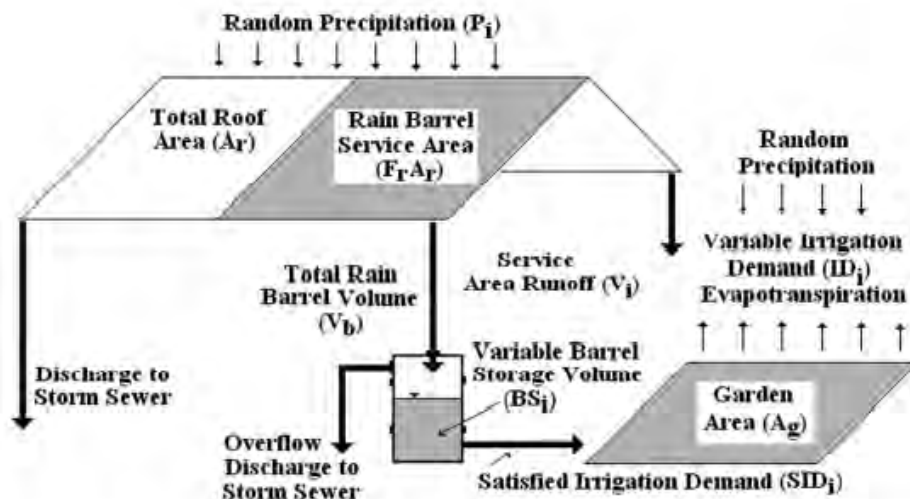 Random Precipitation (Pi)
Total Roof
Area (Ar)
Rain Barrel
Service Area
(FrAr)
Random
Precipitation
Variable Irrigation
Demand (IDi)
Evapotranspiration
Total Rain
Barrel Volume
(Vb)
Service
Area Runoff (Vi)
Discharge to
Storm Sewer
Variable Barrel
Storage Volume
(BSi)
Garden
Area (Ag)
Overflow
Discharge to
Storm Sewer
Satisfied Irrigation Demand (SIDi)